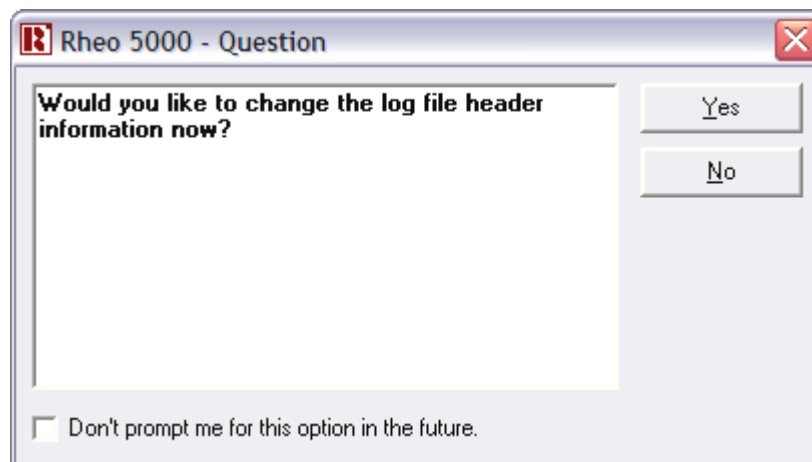 Rheo 5000 - Question
Would you like to change the log file header
information now?
Yes
No
Don't prompt me for this option in the future.